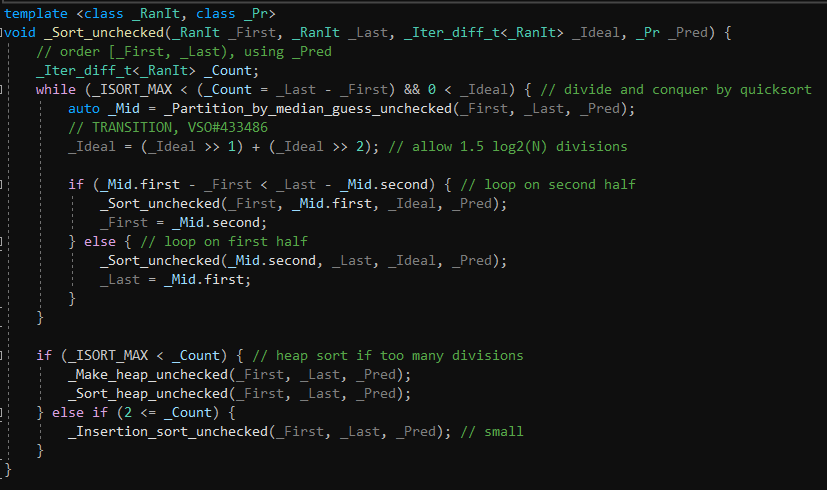 template <class _RanIt, class _Pr>
void _Sort_unchecked(_RanIt _First, _RanIt _Last, _Iter_diff_t<_RanIt> _Ideal, _Pr _Pred) {
    // order [_First, _Last), using _Pred
    _Iter_diff_t<_RanIt> _Count;
    while (_ISORT_MAX < (_Count = _Last - _First) && 0 < _Ideal) { // divide and conquer by quicksort
        auto _Mid = _Partition_by_median_guess_unchecked(_First, _Last, _Pred);
        // TRANSITION, VSO#433486
        _Ideal = (_Ideal >> 1) + (_Ideal >> 2); // allow 1.5 log2(N) divisions

        if (_Mid.first - _First < _Last - _Mid.second) { // loop on second half
            _Sort_unchecked(_First, _Mid.first, _Ideal, _Pred);
            _First = _Mid.second;
        } else { // loop on first half
            _Sort_unchecked(_Mid.second, _Last, _Ideal, _Pred);
            _Last = _Mid.first;
        }
    }

    if (_ISORT_MAX < _Count) { // heap sort if too many divisions
        _Make_heap_unchecked(_First, _Last, _Pred);
        _Sort_heap_unchecked(_First, _Last, _Pred);
    } else if (2 <= _Count) {
        _Insertion_sort_unchecked(_First, _Last, _Pred); // small
    }
}